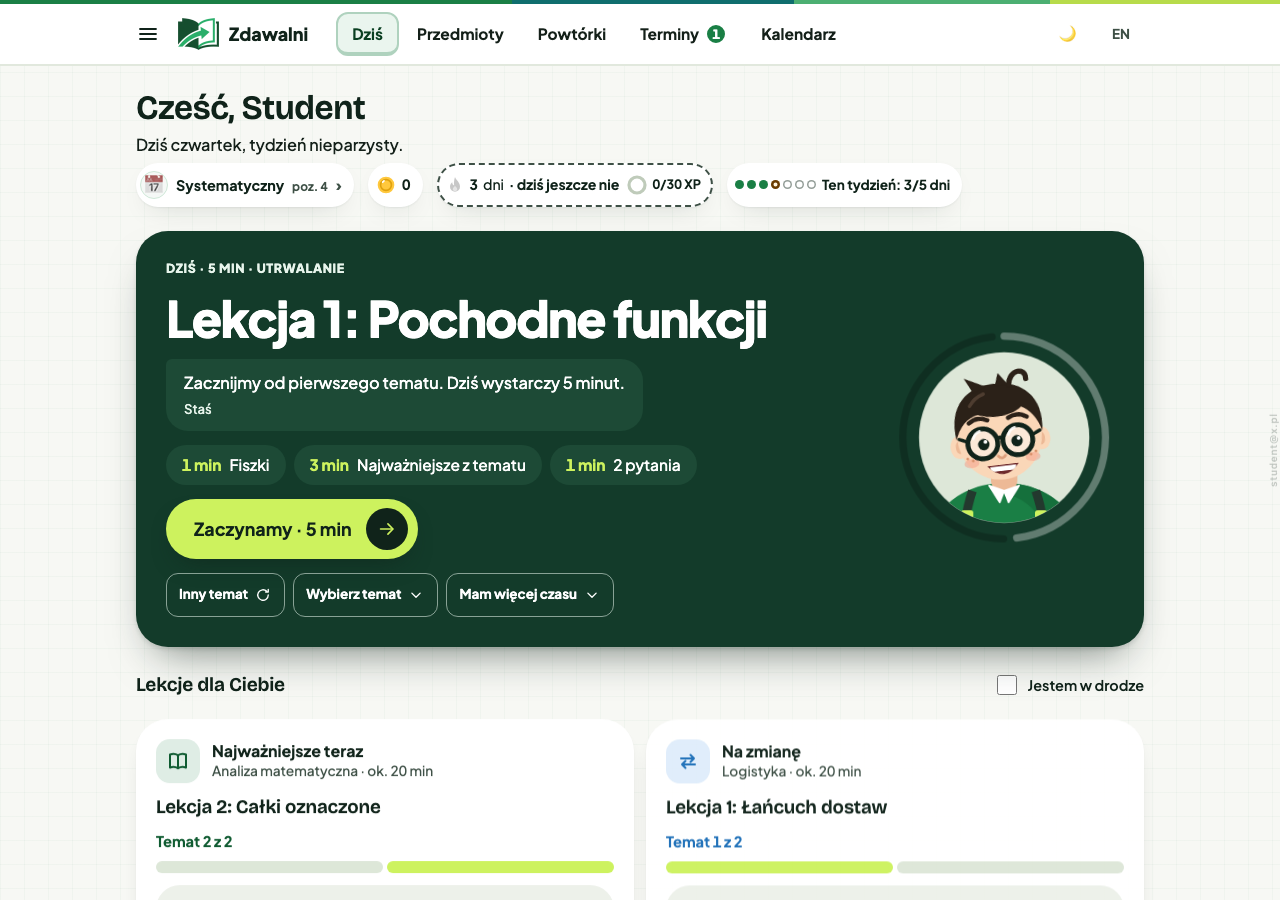 Zdawalni
Dziś
Przedmioty
Powtórki
Terminy 1
Kalendarz
EN
Cześć, Student
Dziś czwartek, tydzień nieparzysty.
17 Systematyczny poz. 4 ›
0
3 dni · dziś jeszcze nie 0/30 XP
Ten tydzień: 3/5 dni
DZIŚ · 5 MIN · UTRWALANIE
Lekcja 1: Pochodne funkcji
Zacznijmy od pierwszego tematu. Dziś wystarczy 5 minut.
Staś
1 min Fiszki
3 min Najważniejsze z tematu
1 min 2 pytania
Zaczynamy · 5 min
Inny temat
Wybierz temat
Mam więcej czasu
student@x.pl
Lekcje dla Ciebie
Jestem w drodze
Najważniejsze teraz
Analiza matematyczna · ok. 20 min
Lekcja 2: Całki oznaczone
Temat 2 z 2
Na zmianę
Logistyka · ok. 20 min
Lekcja 1: Łańcuch dostaw
Temat 1 z 2